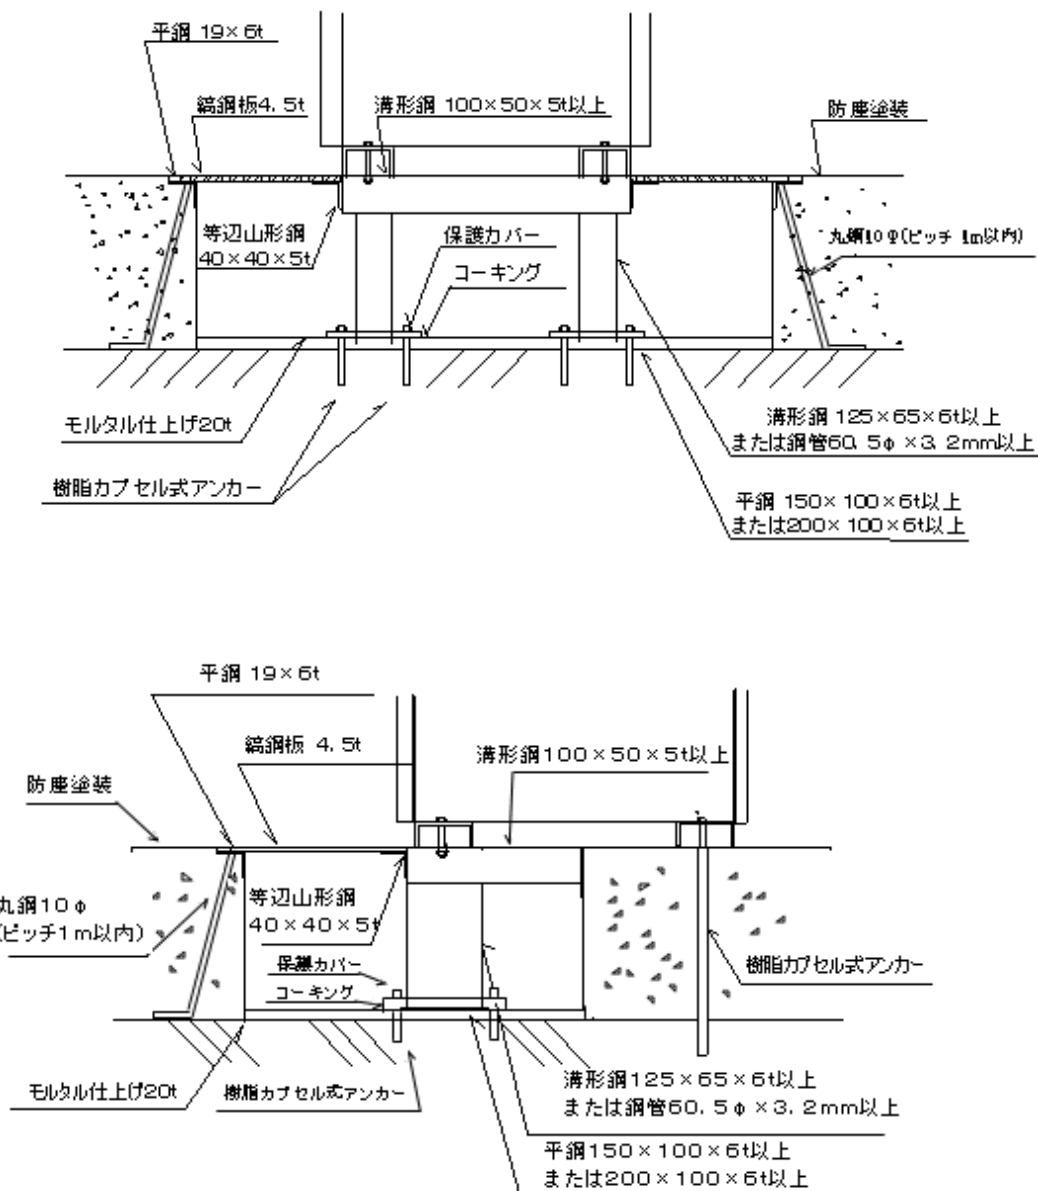 平鋼 19×6t
縞鋼板4.5t
溝形鋼 100×50×5t以上
防塵塗装
等辺山形鋼
40×40×5t
保護カバー
コーキング
丸鋼10Φ(ピッチ 1m以内)
モルタル仕上げ20t
溝形鋼 125×65×6t以上
または鋼管60.5φ×3.2mm以上
樹脂カプセル式アンカー
平鋼 150×100×6t以上
または200×100×6t以上
平鋼 19×6t
縞鋼板 4.5t
溝形鋼100×50×5t以上
防塵塗装
丸鋼10φ
(ピッチ1m以内)
等辺山形鋼
40×40×5t
保護カバー
コーキング
樹脂カプセル式アンカー
モルタル仕上げ20t
樹脂カプセル式アンカー
溝形鋼125×65×6t以上
または鋼管60.5φ×3.2mm以上
平鋼150×100×6t以上
または200×100×6t以上